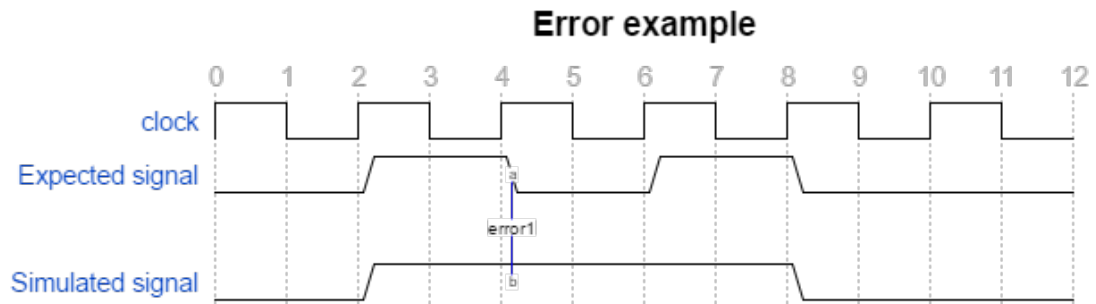 Error example
0 1 2 3 4 5 6 7 8 9 10 11 12
clock
Expected signal
a
error1
Simulated signal
b